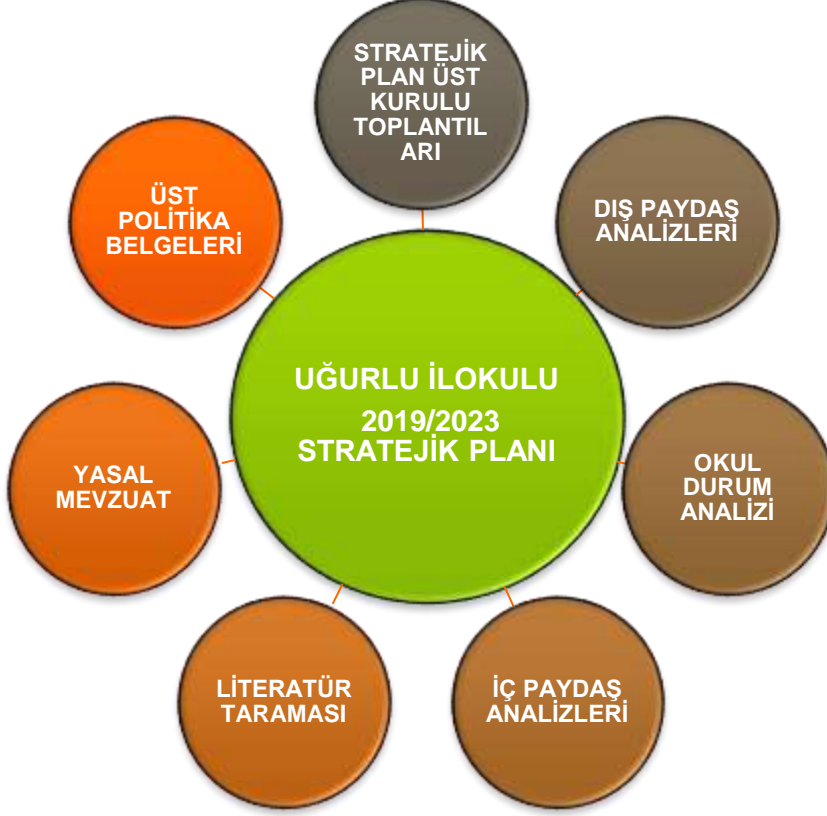 STRATEJİK
PLAN ÜST
KURULU
TOPLANTIL
ARI
DIŞ PAYDAŞ
ANALİZLERİ
OKUL
DURUM
ANALİZİ
İÇ PAYDAŞ
ANALİZLERİ
LİTERATÜR
TARAMASI
YASAL
MEVZUAT
ÜST
POLİTİKA
BELGELERİ
UĞURLU İLOKULU
2019/2023
STRATEJİK PLANI